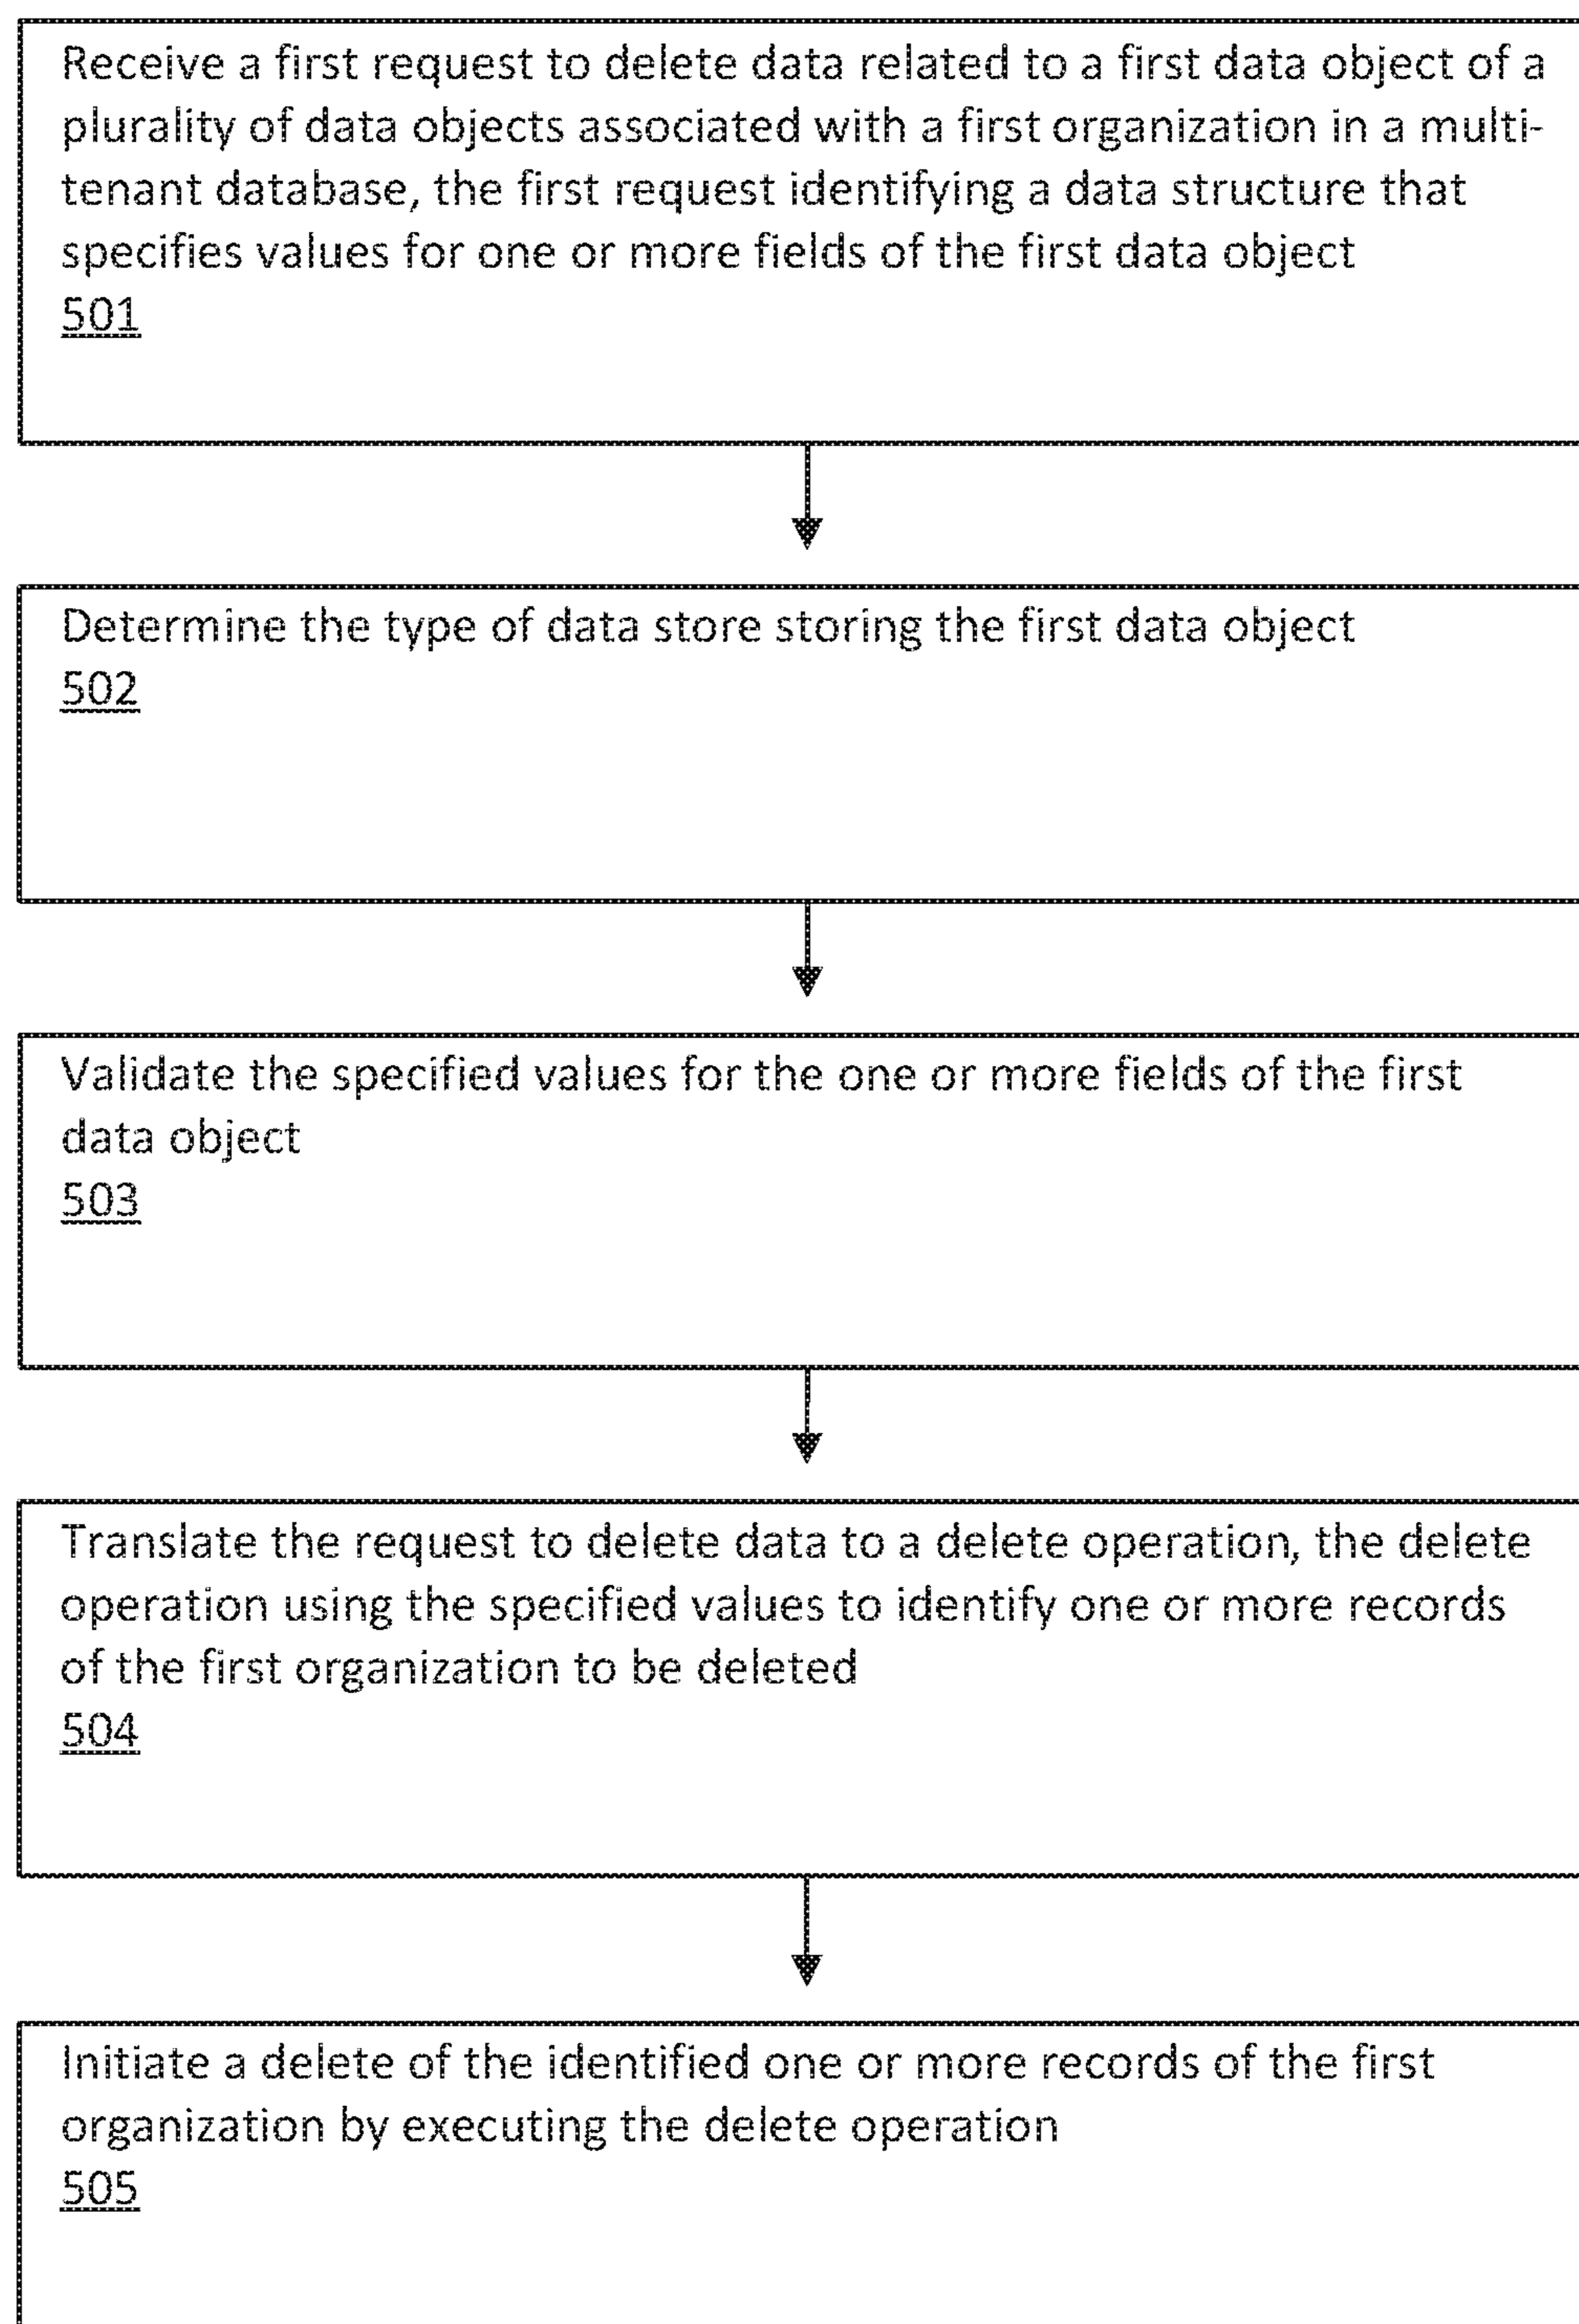 Receive a first request to delete data related to a first data object of a
plurality of data objects associated with a first organization in a multi-
tenant database, the first request identifying a data structure that
specifies values for one or more fields of the first data object
501
Determine the type of data store storing the first data object
502
Validate the specified values for the one or more fields of the first
data object
503
Translate the request to delete data to a delete operation, the delete
operation using the specified values to identify one or more records
of the first organization to be deleted
504
Initiate a delete of the identified one or more records of the first
organization by executing the delete operation
505